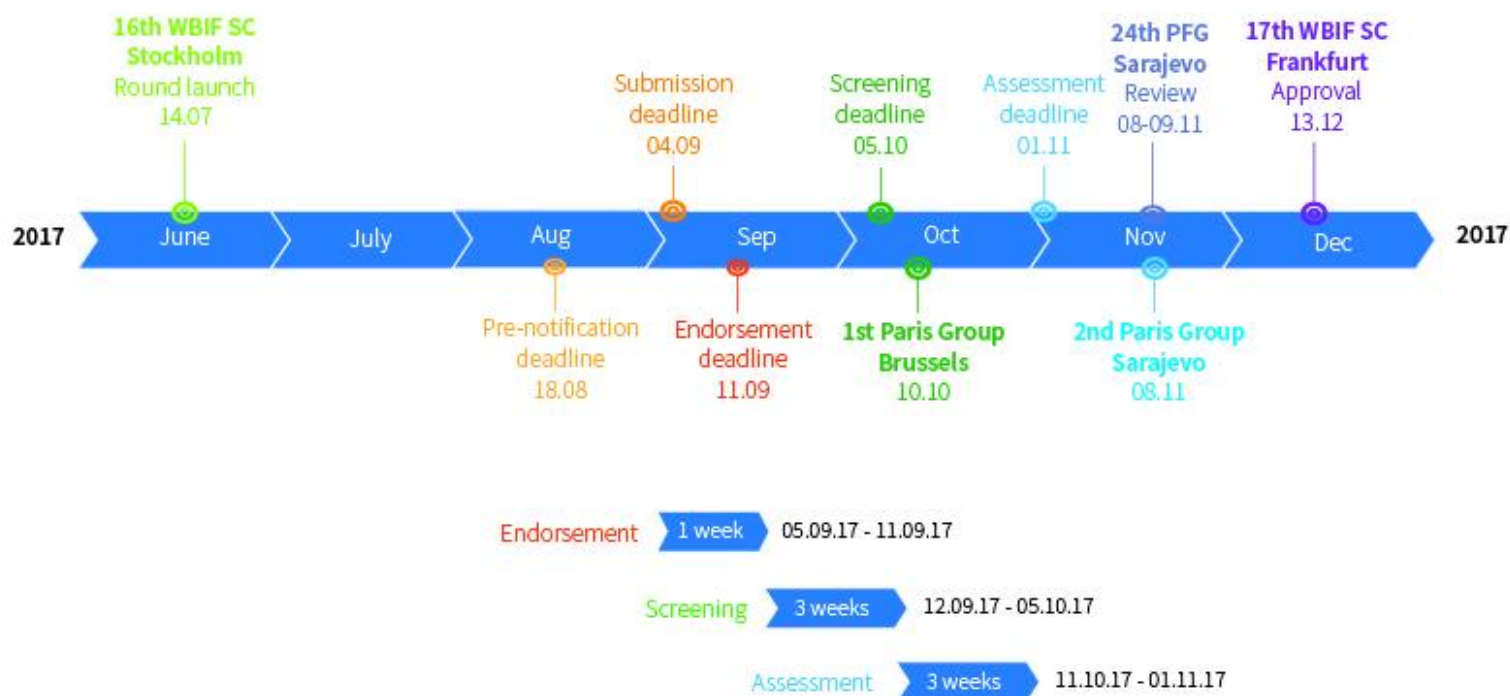 16th WBIF SC
Stockholm
Round launch
14.07
Submission
deadline
04.09
Screening
deadline
05.10
Assessment
deadline
01.11
24th PFG
Sarajevo
Review
08-09.11
17th WBIF SC
Frankfurt
Approval
13.12
2017
June
July
Aug
Sep
Oct
Nov
Dec
2017
Pre-notification
deadline
18.08
Endorsement
deadline
11.09
1st Paris Group
Brussels
10.10
2nd Paris Group
Sarajevo
08.11
Endorsement 1 week 05.09.17 - 11.09.17
Screening 3 weeks 12.09.17 - 05.10.17
Assessment 3 weeks 11.10.17 - 01.11.17